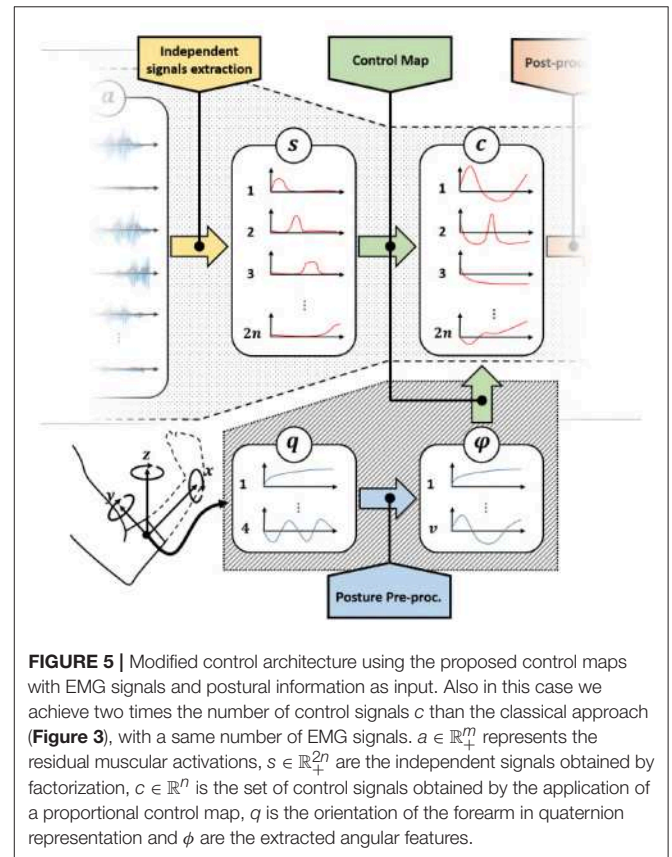 Independent
signals extraction
Control Map
Post-proc
a
s
c
1
2
3
⋮
2n
1
2
3
⋮
2n
⋮
z
y
x
q
φ
1
⋮
4
1
⋮
v
Posture Pre-proc.
FIGURE 5 | Modified control architecture using the proposed control maps
with EMG signals and postural information as input. Also in this case we
achieve two times the number of control signals c than the classical approach
(Figure 3), with a same number of EMG signals. a ∈ ℝ₊ᵐ represents the
residual muscular activations, s ∈ ℝ₊²ⁿ are the independent signals obtained by
factorization, c ∈ ℝⁿ is the set of control signals obtained by the application of
a proportional control map, q is the orientation of the forearm in quaternion
representation and ϕ are the extracted angular features.